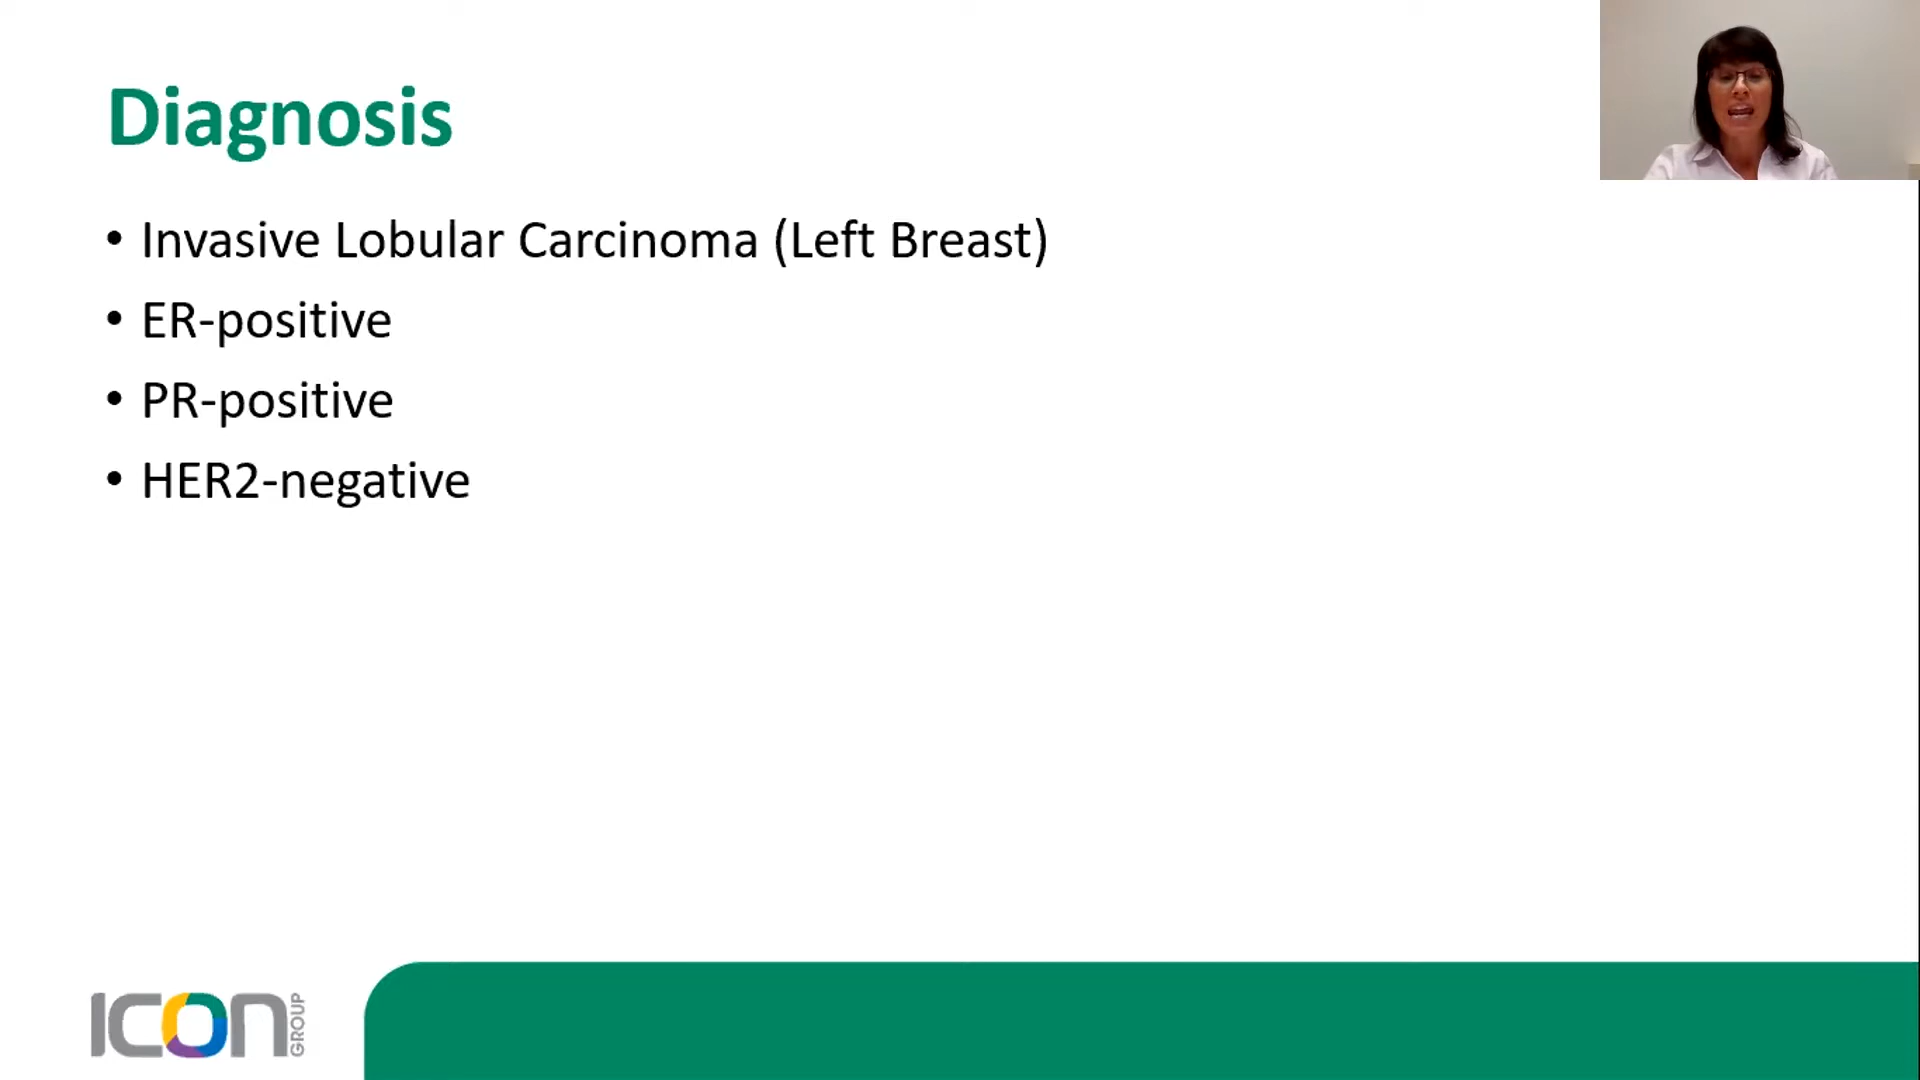 Diagnosis
• Invasive Lobular Carcinoma (Left Breast)
• ER-positive
• PR-positive
• HER2-negative
ICON GROUP